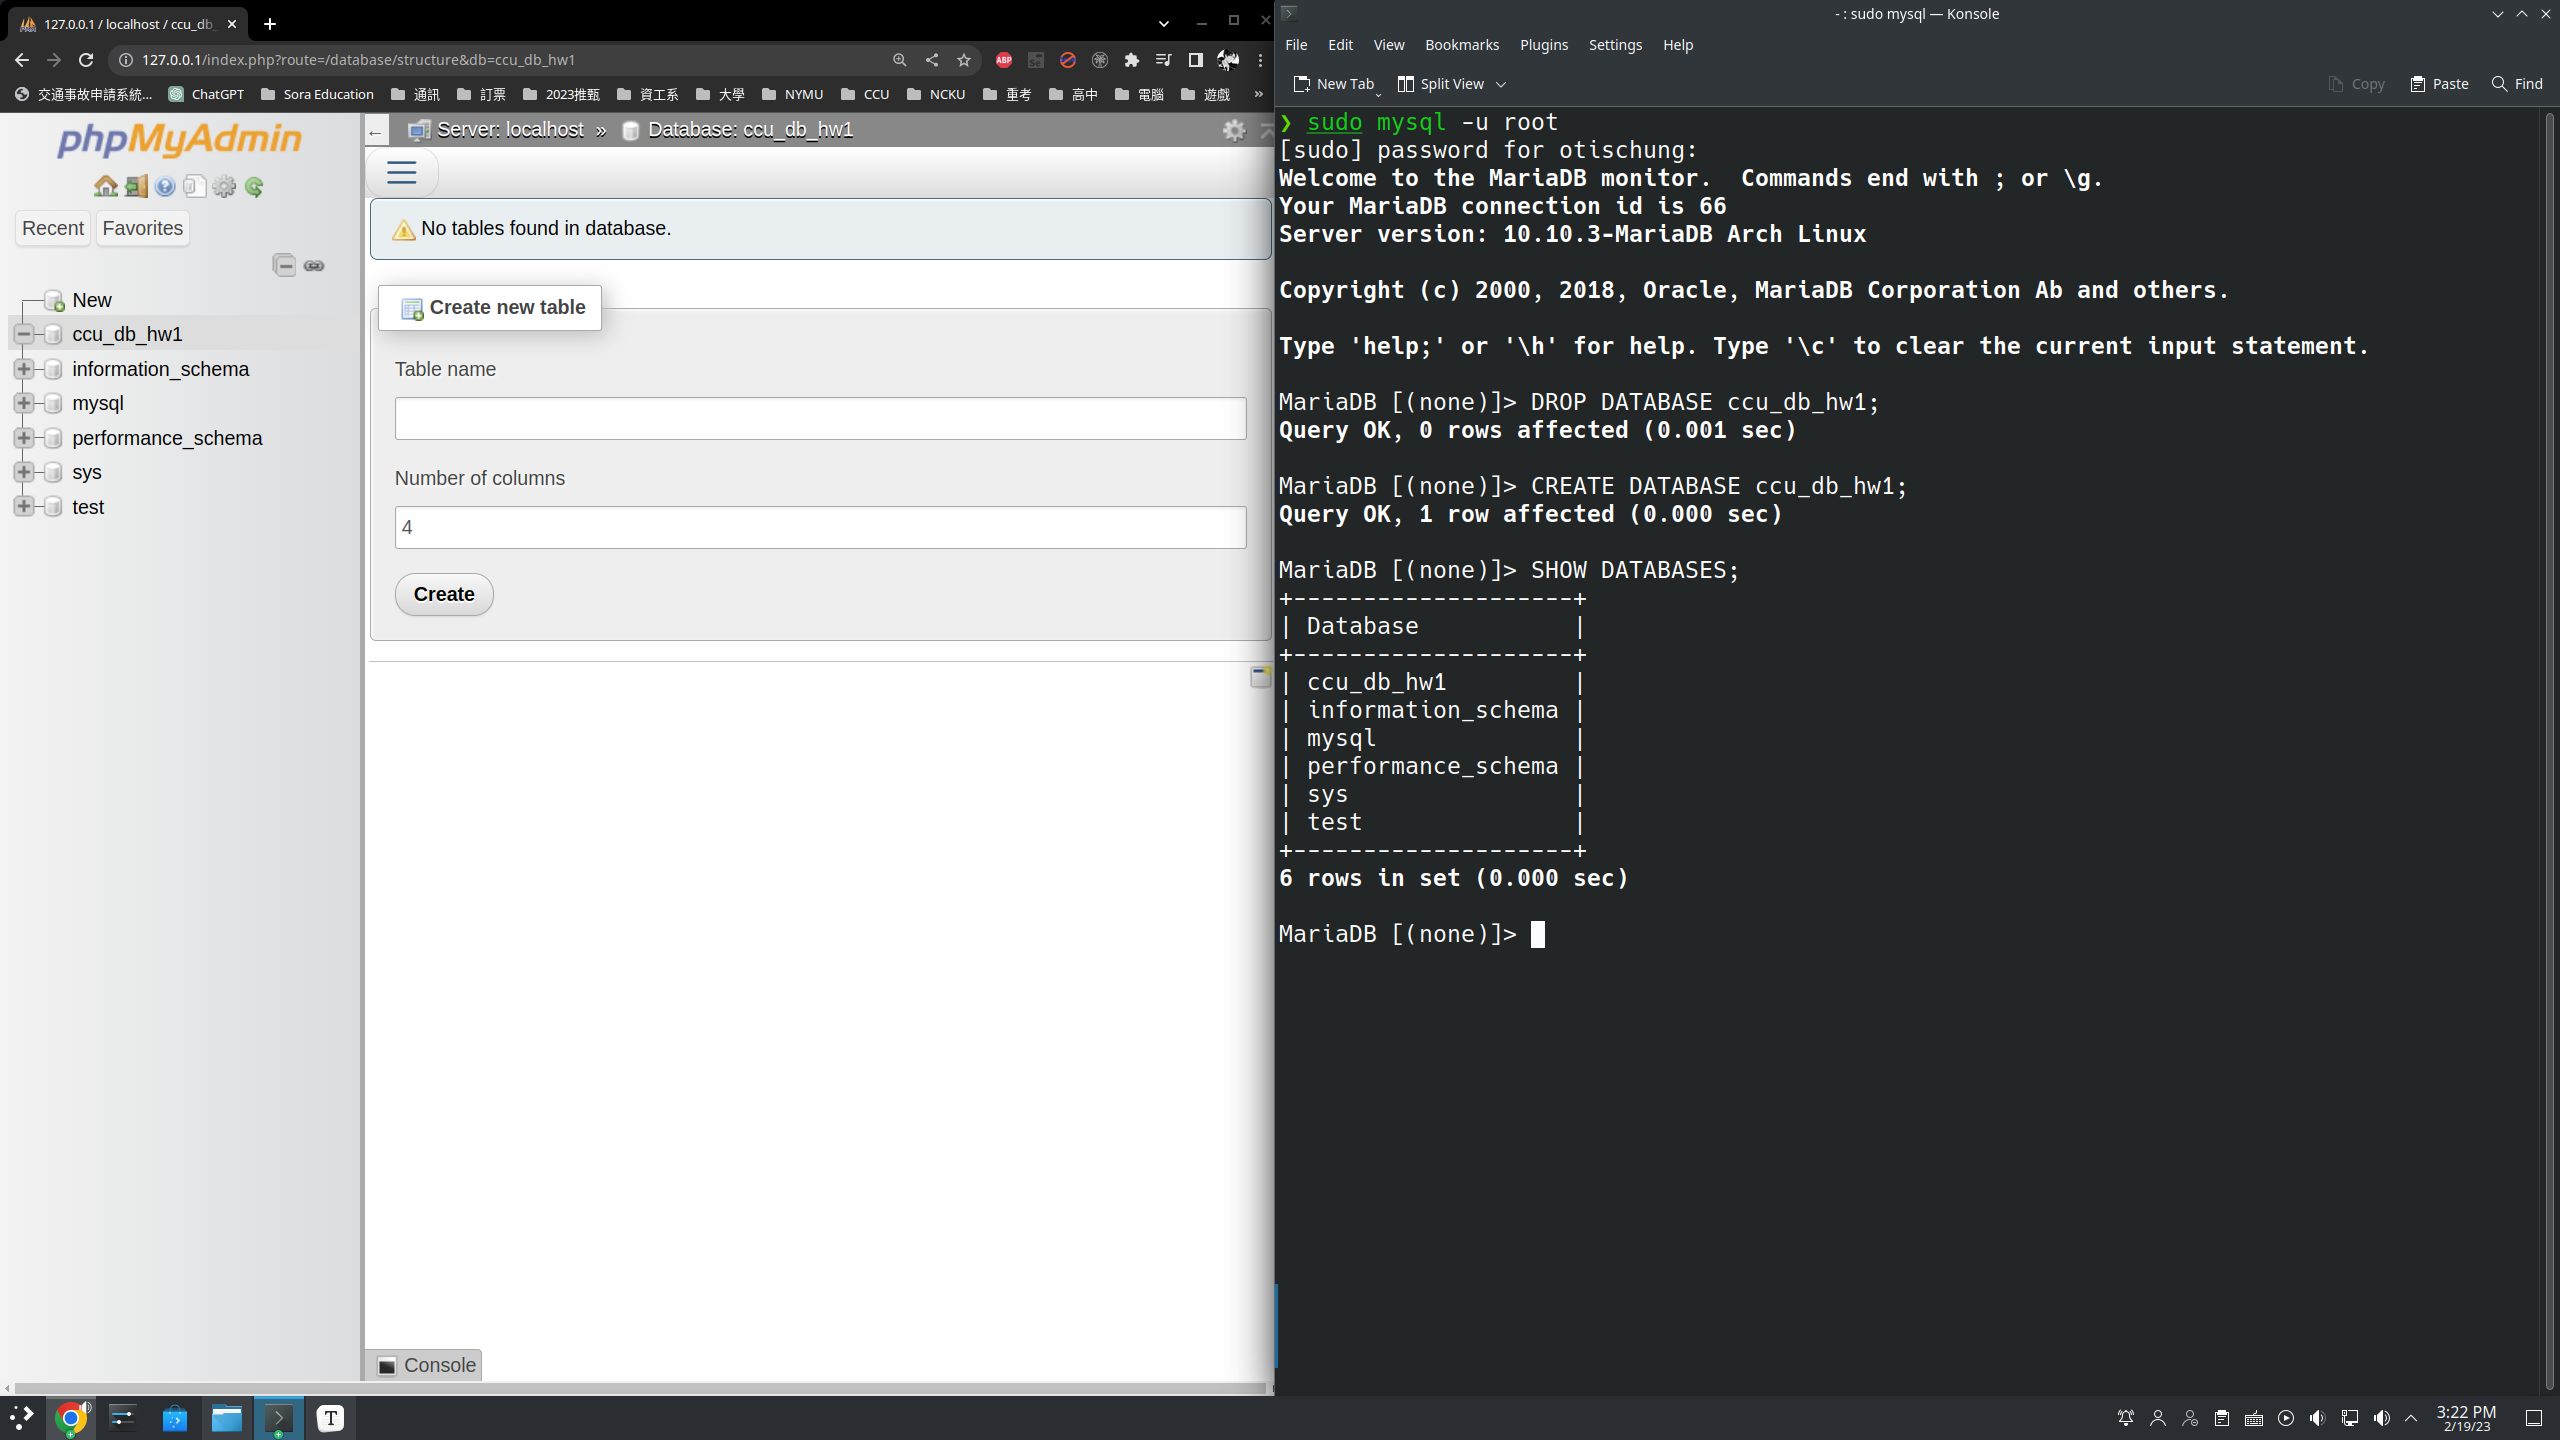 127.0.0.1 / localhost / ccu_db_
127.0.0.1/index.php?route=/database/structure&db=ccu_db_hw1
ABP
交通事故申請系統...
ChatGPT
Sora Education
通訊
訂票
2023推甄
資工系
大學
NYMU
CCU
NCKU
重考
高中
電腦
遊戲
»
phpMyAdmin
Recent
Favorites
New
ccu_db_hw1
information_schema
mysql
performance_schema
sys
test
← Server: localhost » Database: ccu_db_hw1
No tables found in database.
Create new table
Table name
Number of columns
4
Create
Console
- : sudo mysql — Konsole
File Edit View Bookmarks Plugins Settings Help
New Tab Split View Copy Paste Find
❯ sudo mysql -u root
[sudo] password for otischung:
Welcome to the MariaDB monitor.  Commands end with ; or \g.
Your MariaDB connection id is 66
Server version: 10.10.3-MariaDB Arch Linux
Copyright (c) 2000, 2018, Oracle, MariaDB Corporation Ab and others.
Type 'help;' or '\h' for help. Type '\c' to clear the current input statement.
MariaDB [(none)]> DROP DATABASE ccu_db_hw1;
Query OK, 0 rows affected (0.001 sec)
MariaDB [(none)]> CREATE DATABASE ccu_db_hw1;
Query OK, 1 row affected (0.000 sec)
MariaDB [(none)]> SHOW DATABASES;
+--------------------+
| Database           |
+--------------------+
| ccu_db_hw1         |
| information_schema |
| mysql              |
| performance_schema |
| sys                |
| test               |
+--------------------+
6 rows in set (0.000 sec)
MariaDB [(none)]>
T
3:22 PM
2/19/23